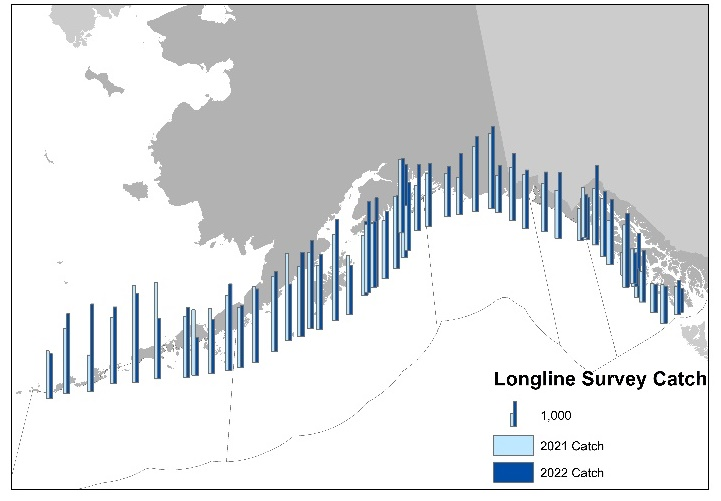 Longline Survey Catch
1,000
2021 Catch
2022 Catch